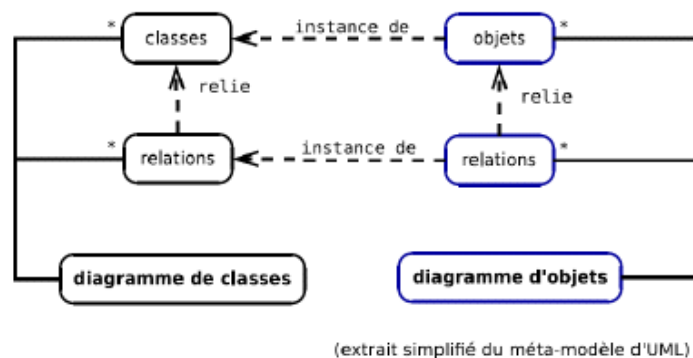 * classes instance de objets *
relie relie
* relations instance de relations *
diagramme de classes diagramme d'objets
(extrait simplifié du méta-modèle d'UML)